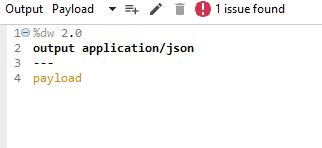 Output Payload 1 issue found
1 %dw 2.0
2 output application/json
3 ---
4 payload